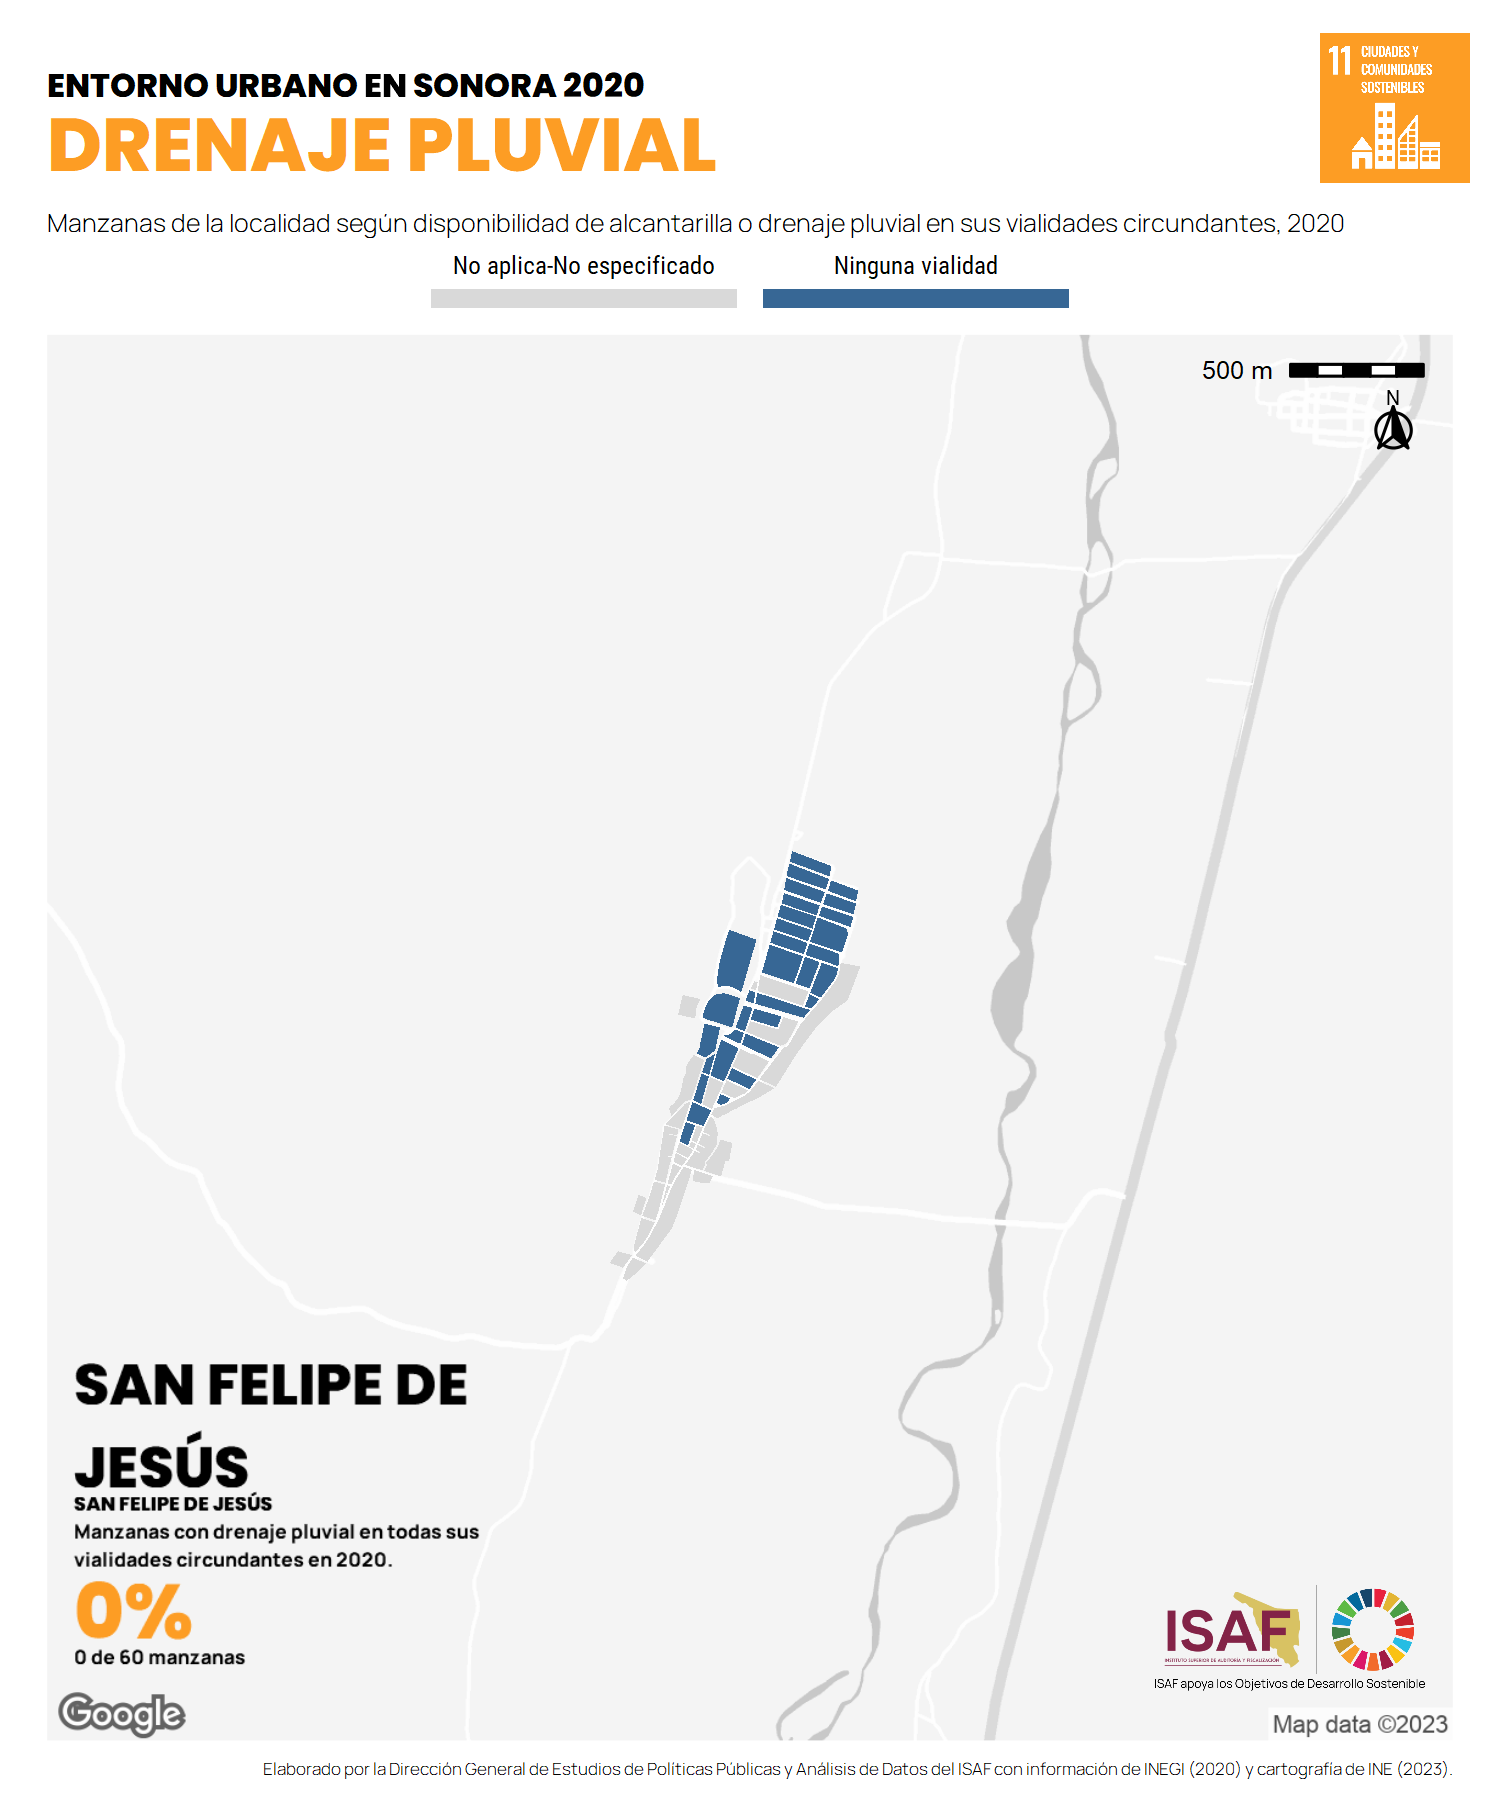 ENTORNO URBANO EN SONORA 2020
DRENAJE PLUVIAL
11 CIUDADES Y
COMUNIDADES
SOSTENIBLES
Manzanas de la localidad según disponibilidad de alcantarilla o drenaje pluvial en sus vialidades circundantes, 2020
No aplica-No especificado
Ninguna vialidad
500 m
N
SAN FELIPE DE
JESÚS
SAN FELIPE DE JESÚS
Manzanas con drenaje pluvial en todas sus
vialidades circundantes en 2020.
0%
0 de 60 manzanas
ISAF
INSTITUTO SUPERIOR DE AUDITORÍA Y FISCALIZACIÓN
ISAF apoya los Objetivos de Desarrollo Sostenible
Google
Map data ©2023
Elaborado por la Dirección General de Estudios de Políticas Públicas y Análisis de Datos del ISAF con información de INEGI (2020) y cartografía de INE (2023).